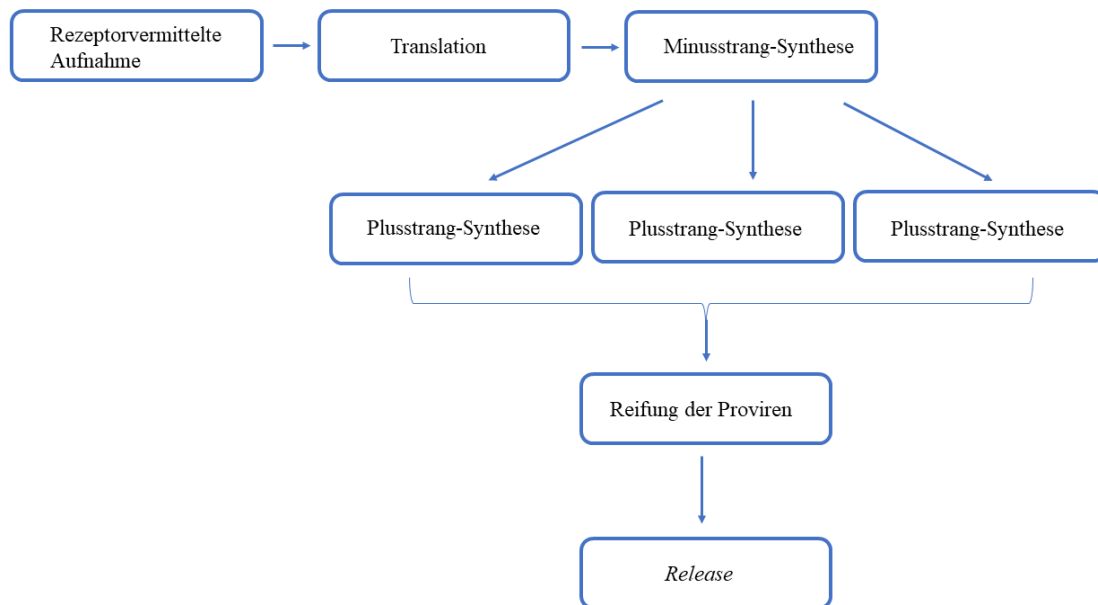 Rezeptorvermittelte
Aufnahme
Translation
Minusstrang-Synthese
Plusstrang-Synthese
Plusstrang-Synthese
Plusstrang-Synthese
Reifung der Proviren
Release